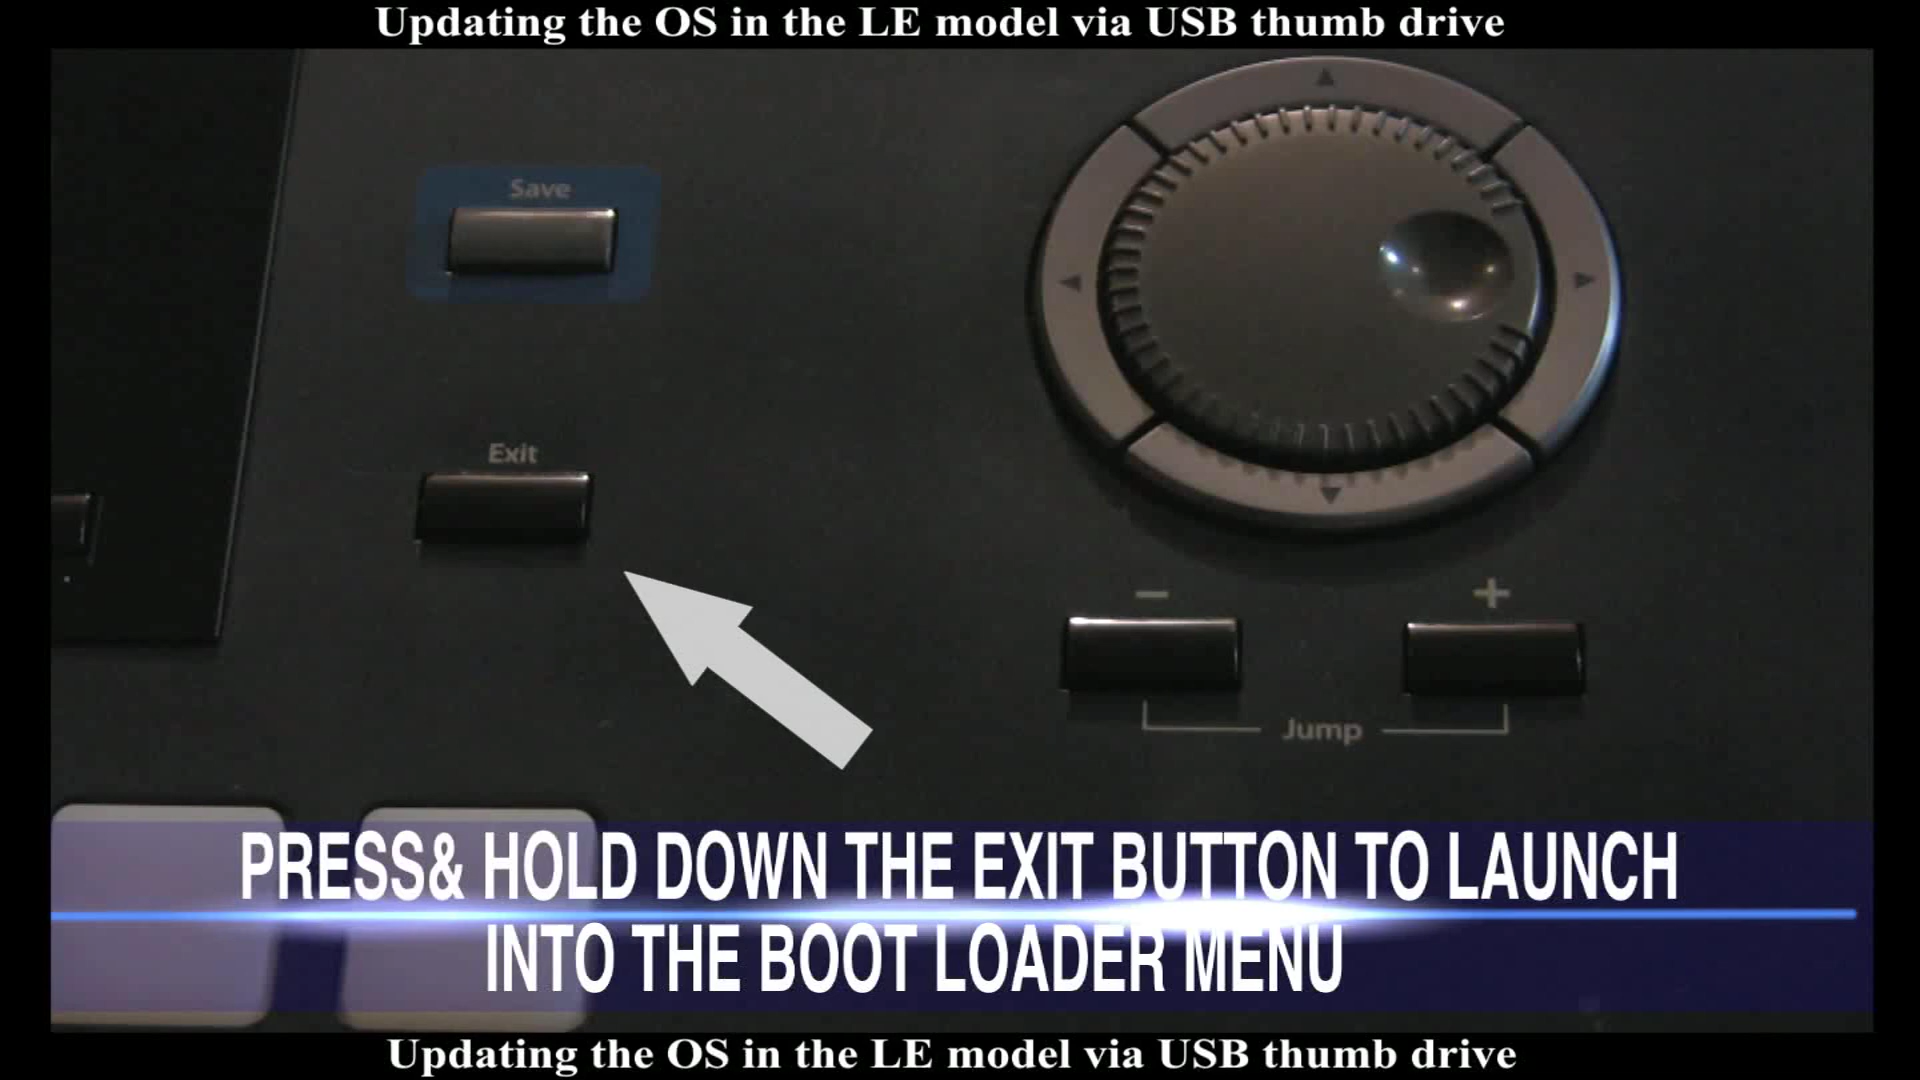 Updating the OS in the LE model via USB thumb drive
Save
Exit
− +
Jump
PRESS& HOLD DOWN THE EXIT BUTTON TO LAUNCH
INTO THE BOOT LOADER MENU
Updating the OS in the LE model via USB thumb drive